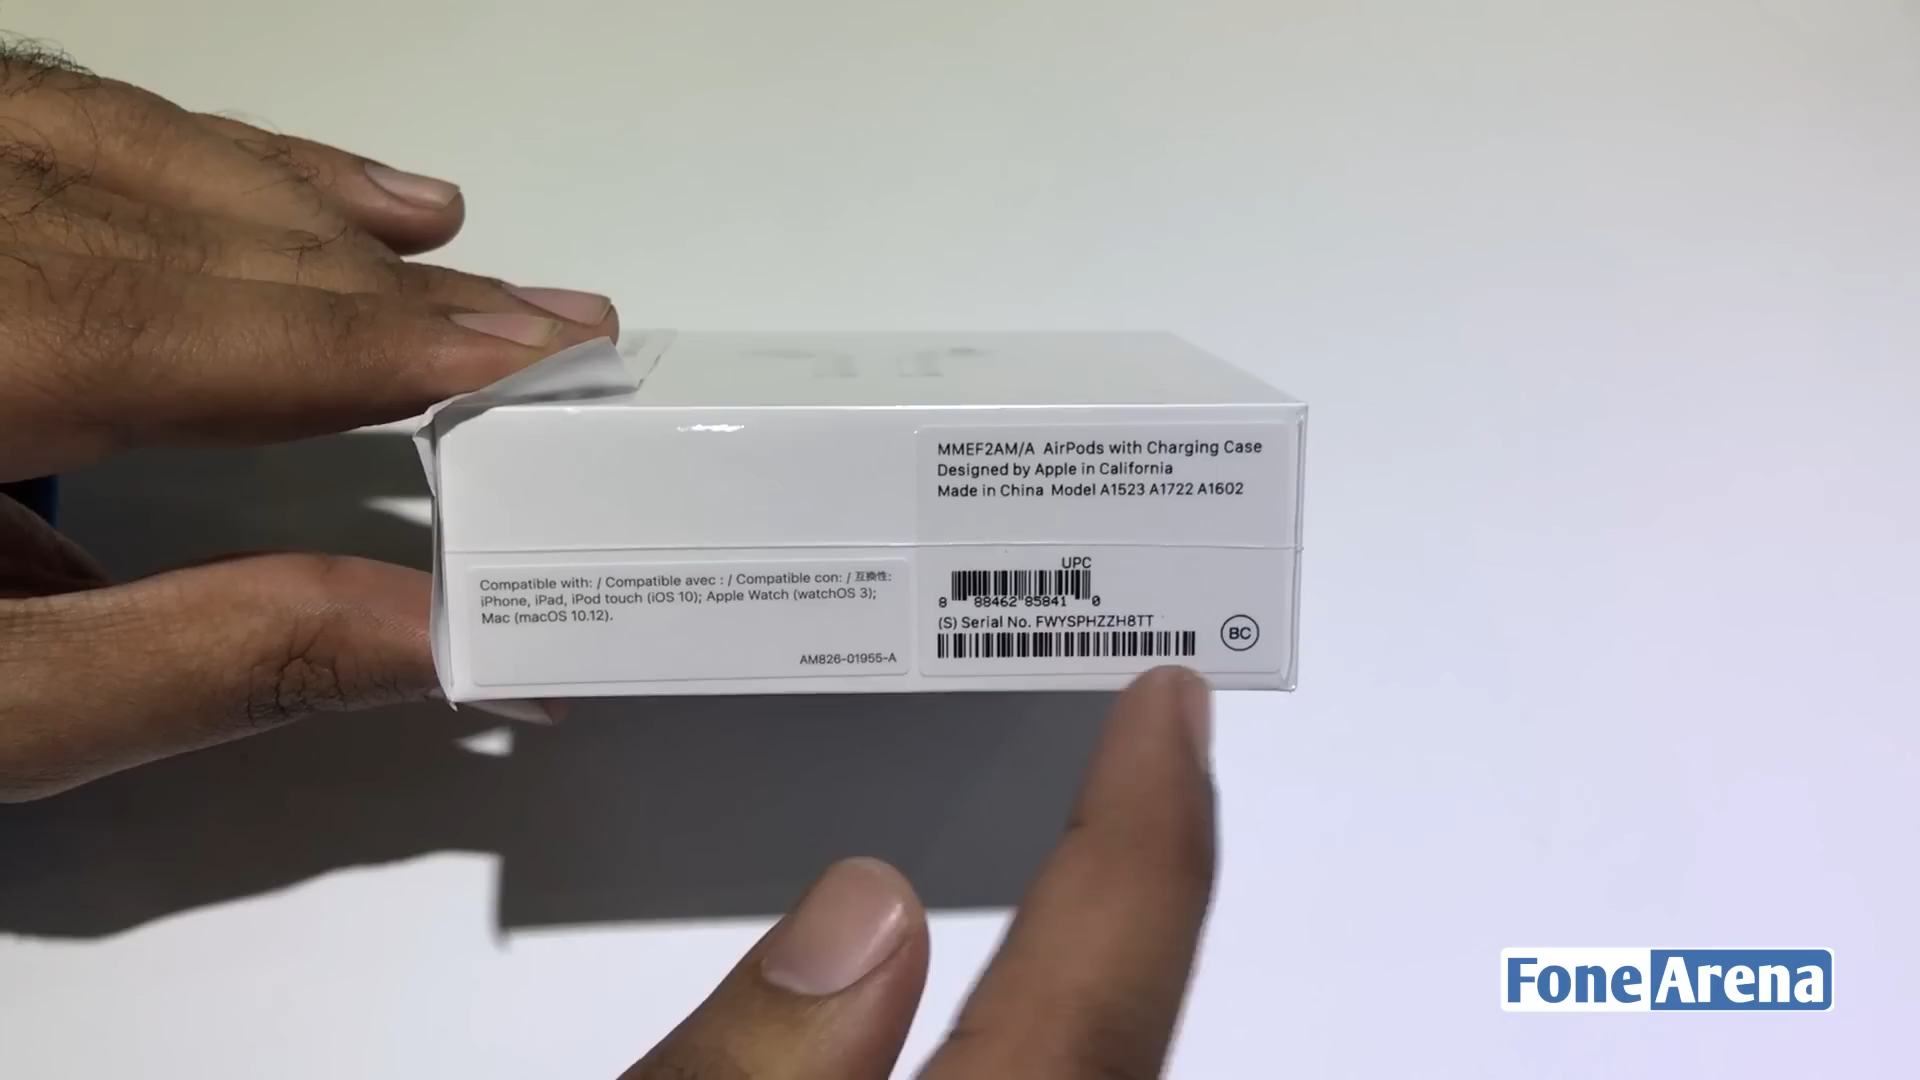 MMEF2AM/A AirPods with Charging Case
Designed by Apple in California
Made in China Model A1523 A1722 A1602
UPC
8 88462 85841 0
(S) Serial No. FWYSPHZZH8TT
BC
Compatible with: / Compatible avec : / Compatible con: / 互換性:
iPhone, iPad, iPod touch (iOS 10); Apple Watch (watchOS 3);
Mac (macOS 10.12).
AM826-01955-A
FoneArena